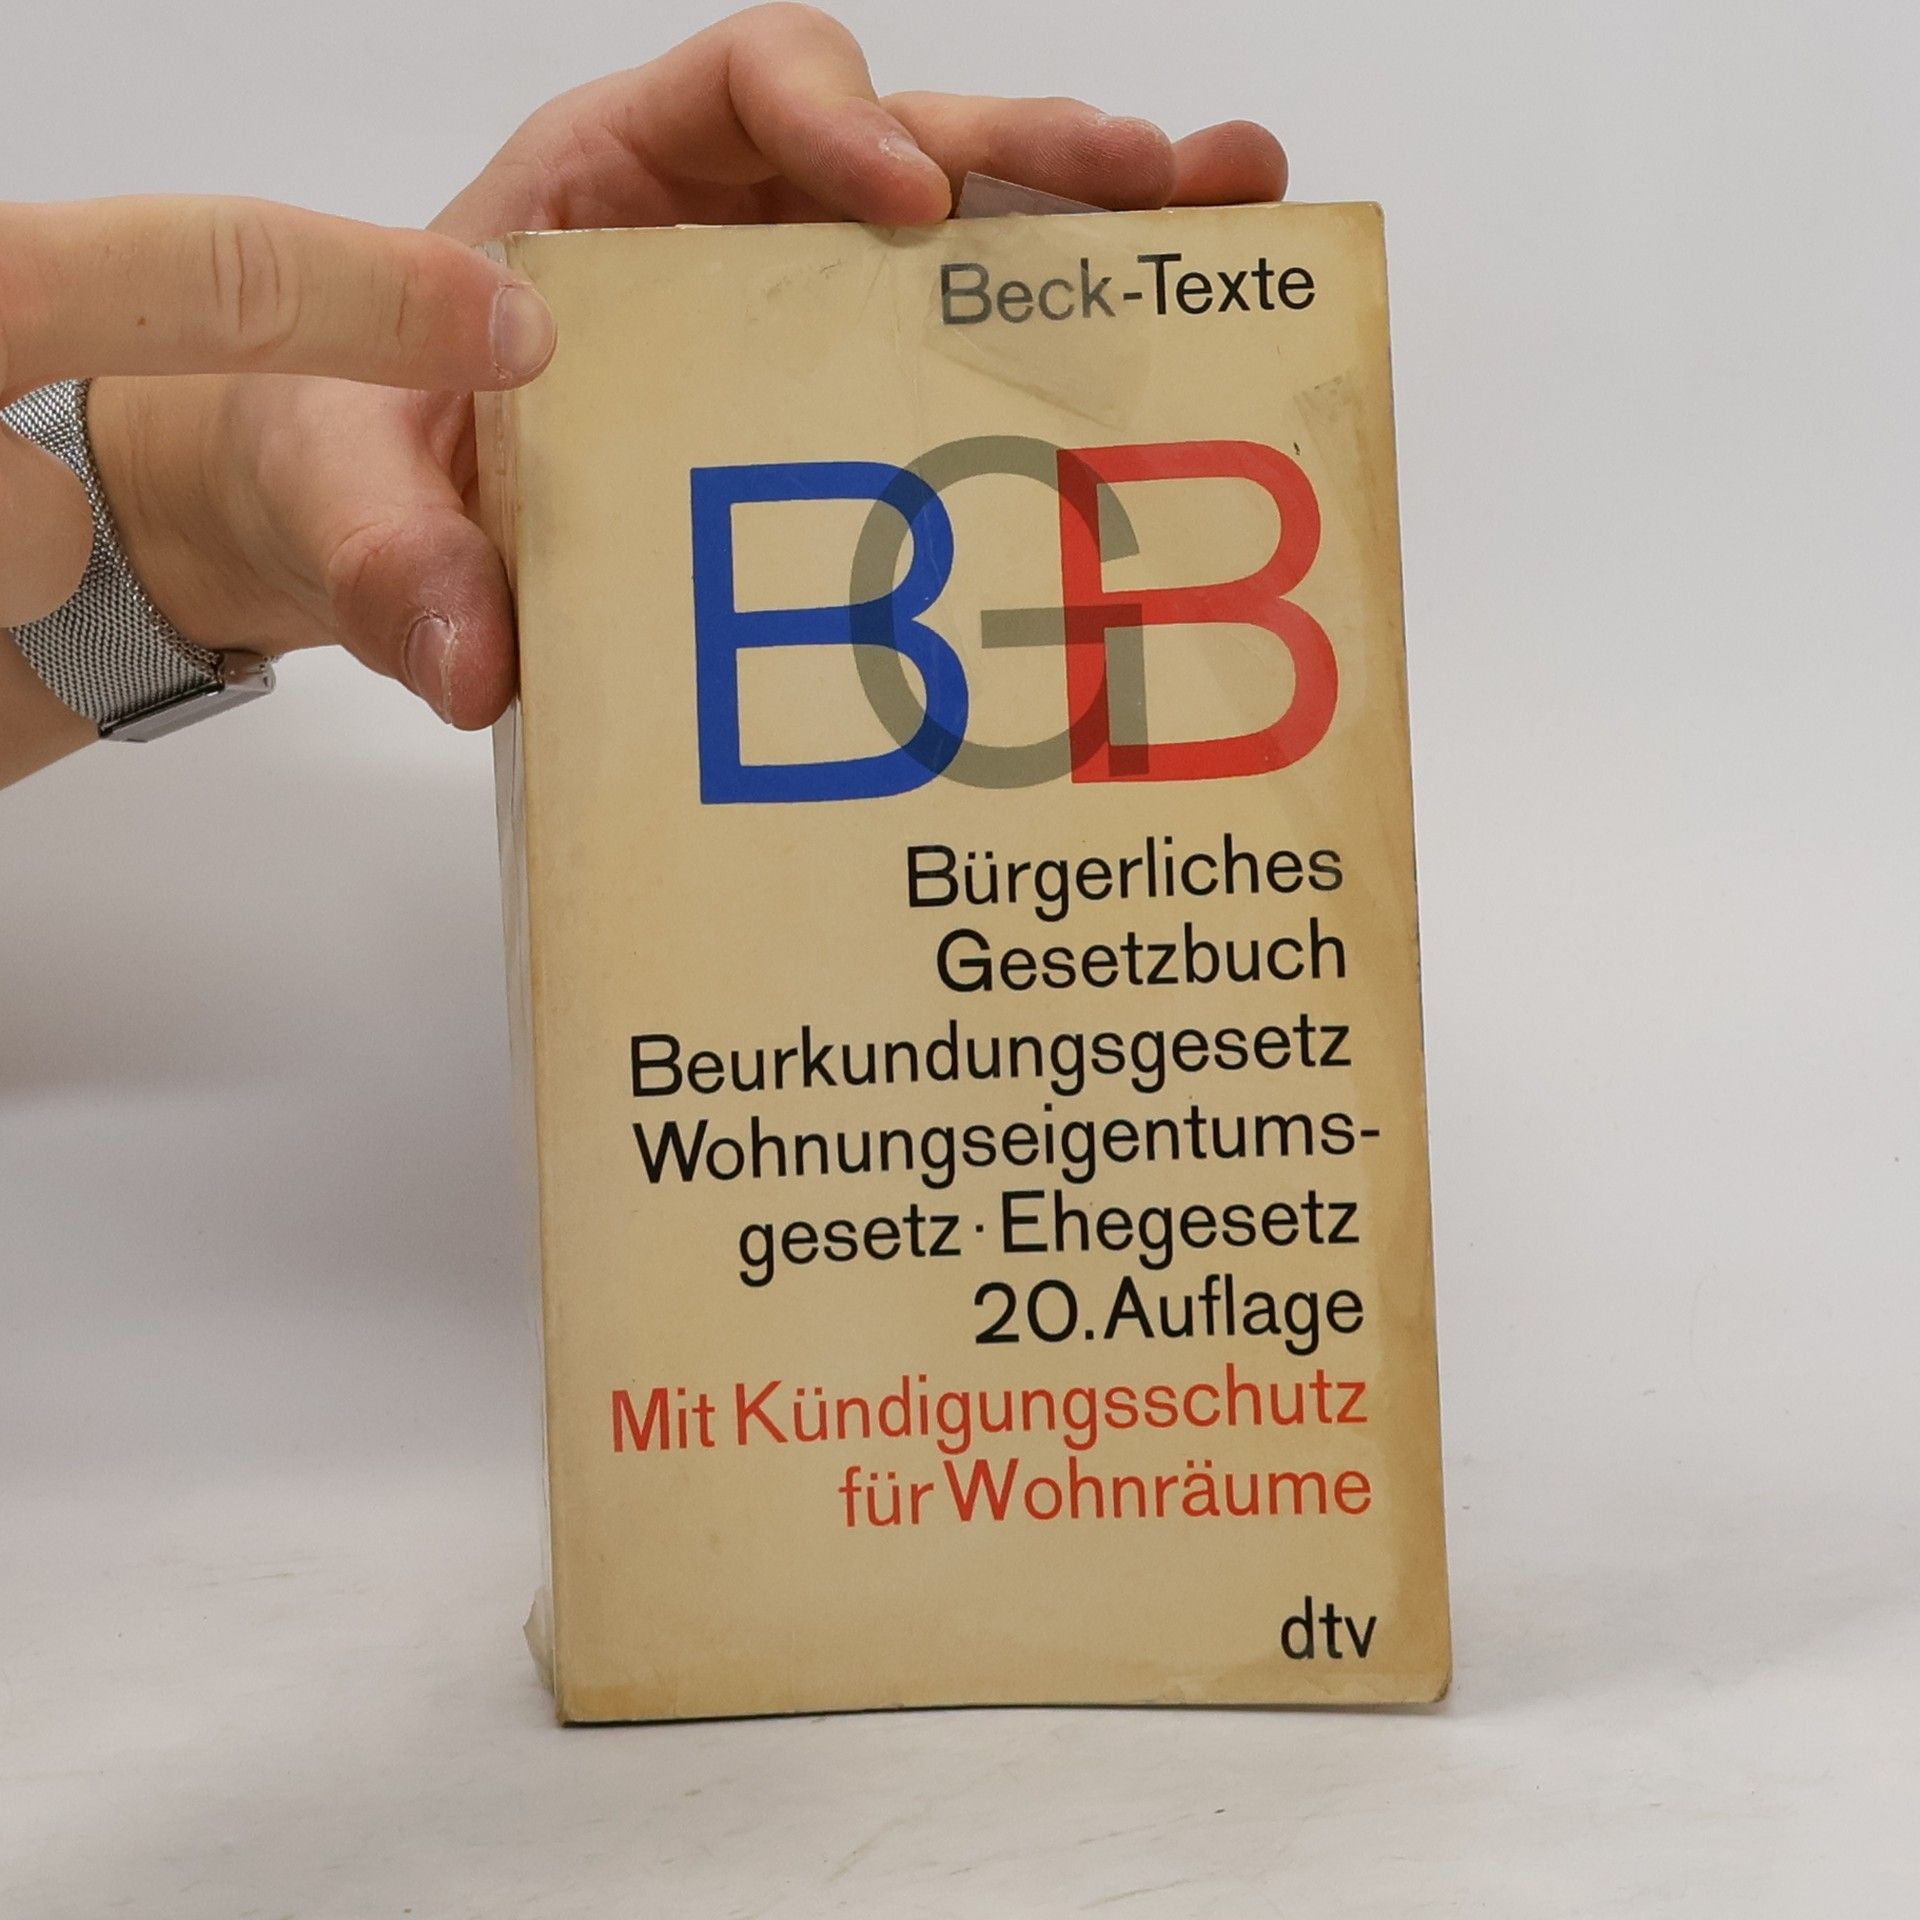 Beck-Texte
BGB
Bürgerliches
Gesetzbuch
Beurkundungsgesetz
Wohnungseigentums-
gesetz · Ehegesetz
20. Auflage
Mit Kündigungsschutz
für Wohnräume
dtv